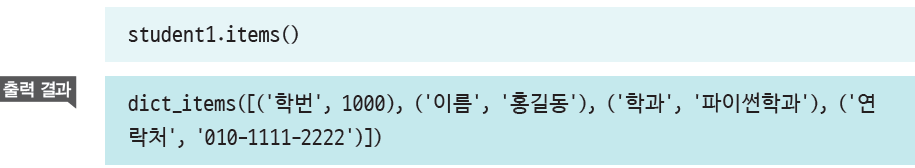 student1.items()
출력 결과
dict_items([('학번', 1000), ('이름', '홍길동'), ('학과', '파이썬학과'), ('연
락처', '010-1111-2222')])